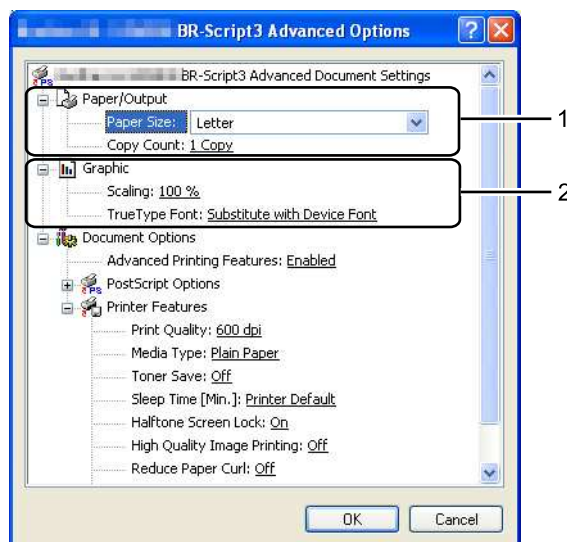 BR-Script3 Advanced Options
BR-Script3 Advanced Document Settings
Paper/Output
Paper Size: Letter
1
Copy Count: 1 Copy
Graphic
Scaling: 100 %
2
TrueType Font: Substitute with Device Font
Document Options
Advanced Printing Features: Enabled
PS PostScript Options
Printer Features
Print Quality: 600 dpi
Media Type: Plain Paper
Toner Save: Off
Sleep Time [Min.]: Printer Default
Halftone Screen Lock: On
High Quality Image Printing: Off
Reduce Paper Curl: Off
OK Cancel